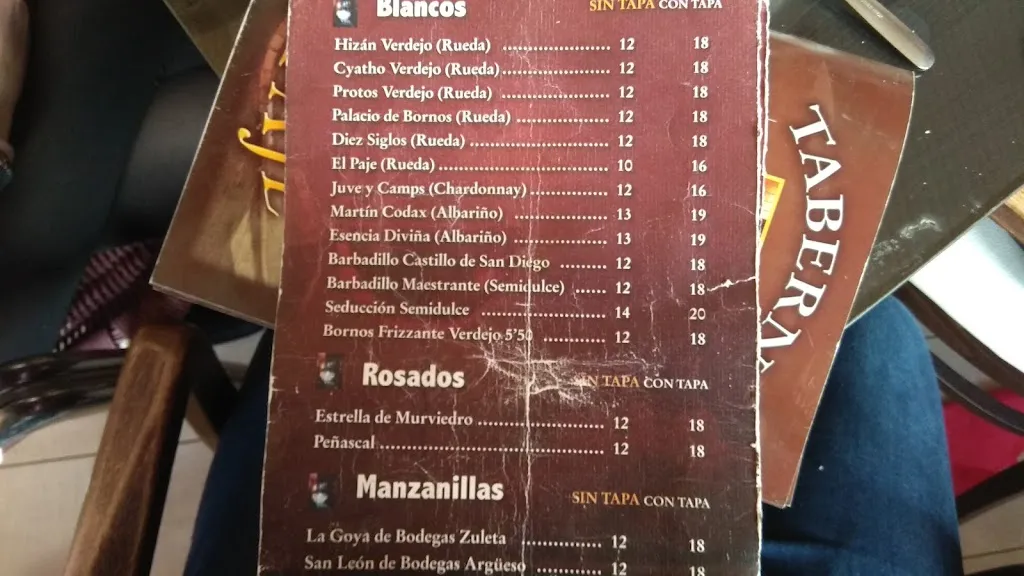 Blancos SIN TAPA CON TAPA
Hizán Verdejo (Rueda) ........................ 12 18
Cyatho Verdejo (Rueda)........................ 12 18
Protos Verdejo (Rueda) ........................ 12 18
Palacio de Bornos (Rueda) .................... 12 18
Diez Siglos (Rueda)............................. 12 18
El Paje (Rueda).................................... 10 16
Juve y Camps (Chardonnay)................. 12 16
Martín Codax (Albariño) ..................... 13 19
Esencia Diviña (Albariño) .................... 13 19
Barbadillo Castillo de San Diego .......... 12 18
Barbadillo Maestrante (Semidulce) ...... 12 18
Seducción Semidulce ........................... 14 20
Bornos Frizzante Verdejo 5'50 ............. 12 18
Rosados SIN TAPA CON TAPA
Estrella de Murviedro ........................... 12 18
Peñascal ................................................ 12 18
Manzanillas SIN TAPA CON TAPA
La Goya de Bodegas Zuleta ................. 12 18
San León de Bodegas Argüeso .............. 12 18
TABERNA